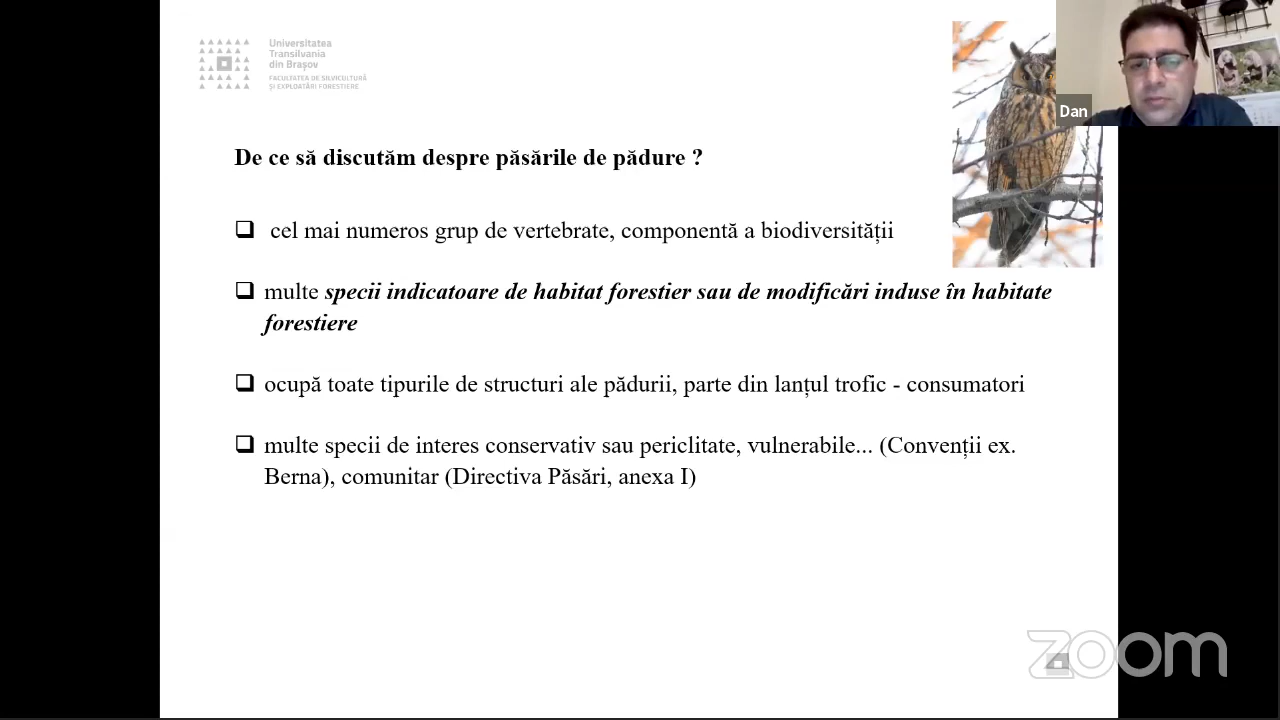 Universitatea
Transilvania
din Brașov
FACULTATEA DE SILVICULTURĂ
ȘI EXPLOATĂRI FORESTIERE
Dan
De ce să discutăm despre păsările de pădure ?
cel mai numeros grup de vertebrate, componentă a biodiversității
multe specii indicatoare de habitat forestier sau de modificări induse în habitate
forestiere
ocupă toate tipurile de structuri ale pădurii, parte din lanțul trofic - consumatori
multe specii de interes conservativ sau periclitate, vulnerabile... (Convenții ex.
Berna), comunitar (Directiva Păsări, anexa I)
zoom